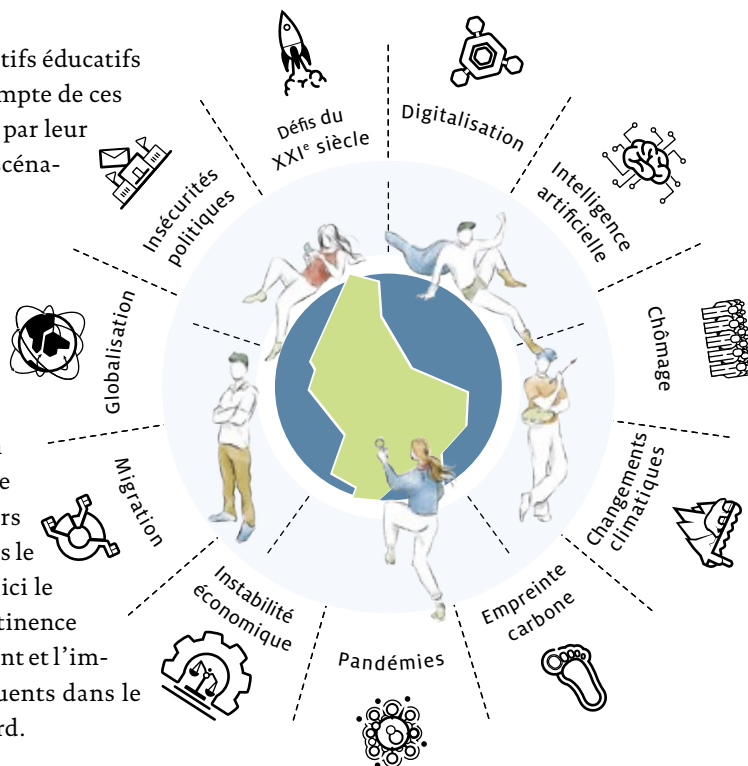 tifs éducatifs
mpte de ces
par leur
scéna-
rs
s le
ici le
tinence
nt et l’im-
uents dans le
rd.
Défis du
XXIe siècle
Digitalisation
Intelligence
artificielle
Chômage
Changements
climatiques
Empreinte
carbone
Pandémies
Instabilité
économique
Migration
Globalisation
Insécurités
politiques